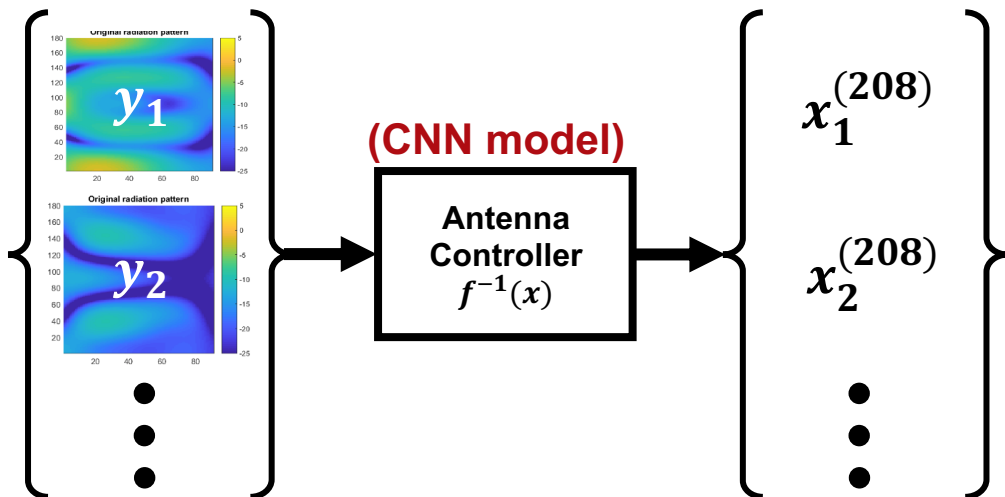 Original radiation pattern
180
160
140
120
100
80
60
40
20
20 40 60 80
5
0
-5
-10
-15
-20
-25
y₁
Original radiation pattern
180
160
140
120
100
80
60
40
20
20 40 60 80
5
0
-5
-10
-15
-20
-25
y₂
(CNN model)
Antenna
Controller
f⁻¹(x)
x₁⁽²⁰⁸⁾
x₂⁽²⁰⁸⁾